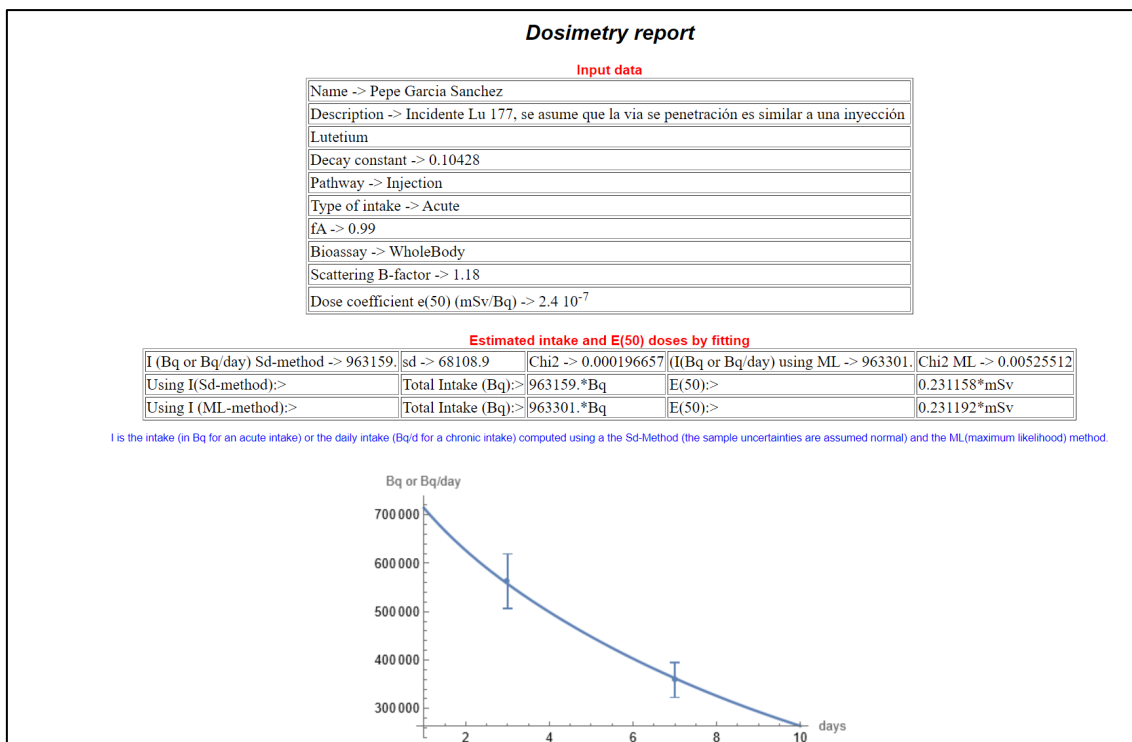 Dosimetry report
Input data
Name -> Pepe Garcia Sanchez
Description -> Incidente Lu 177, se asume que la via se penetración es similar a una inyección
Lutetium
Decay constant -> 0.10428
Pathway -> Injection
Type of intake -> Acute
fA -> 0.99
Bioassay -> WholeBody
Scattering B-factor -> 1.18
Dose coefficient e(50) (mSv/Bq) -> 2.4 10⁻⁷
Estimated intake and E(50) doses by fitting
I (Bq or Bq/day) Sd-method -> 963159. sd -> 68108.9 Chi2 -> 0.000196657 (I(Bq or Bq/day) using ML -> 963301. Chi2 ML -> 0.00525512
Using I(Sd-method):> Total Intake (Bq):> 963159.*Bq E(50):> 0.231158*mSv
Using I (ML-method):> Total Intake (Bq):> 963301.*Bq E(50):> 0.231192*mSv
I is the intake (in Bq for an acute intake) or the daily intake (Bq/d for a chronic intake) computed using a the Sd-Method (the sample uncertainties are assumed normal) and the ML(maximum likelihood) method.
Bq or Bq/day
700 000
600 000
500 000
400 000
300 000
2 4 6 8 10 days